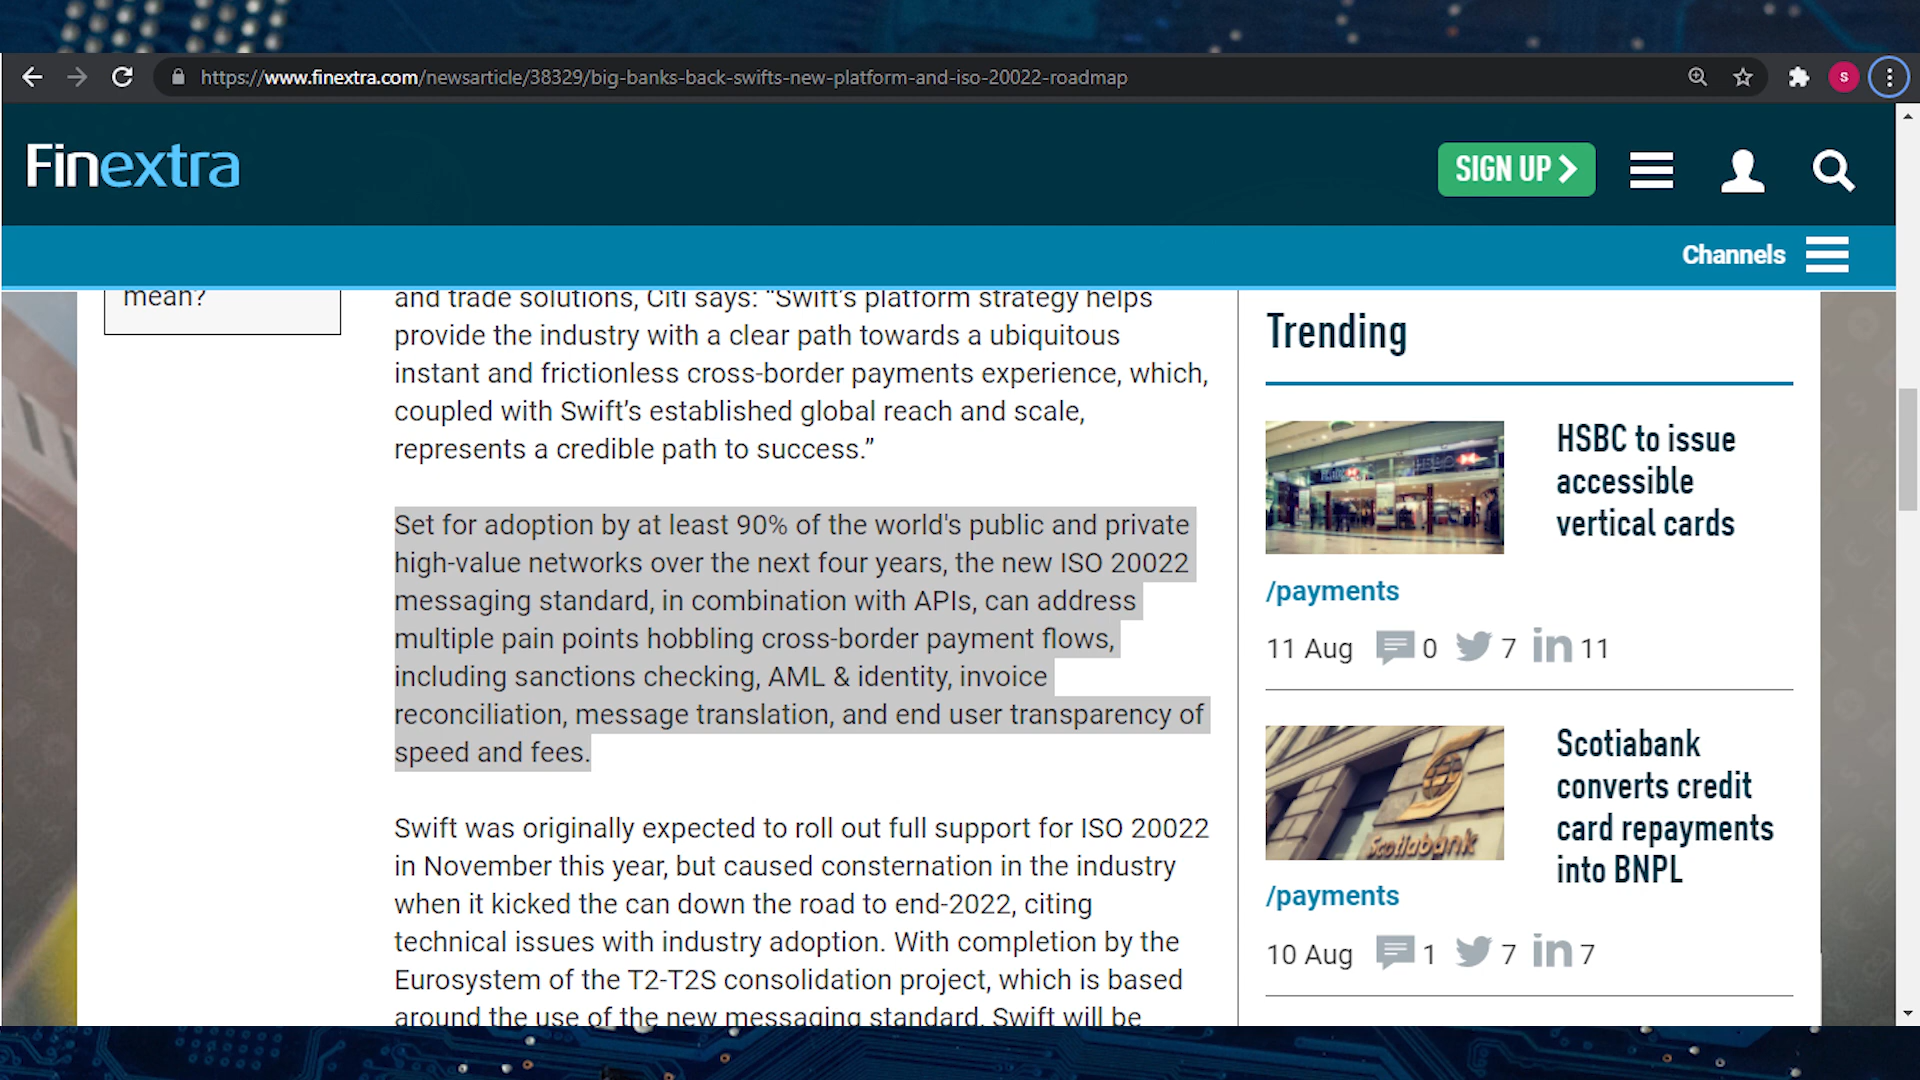 https://www.finextra.com/newsarticle/38329/big-banks-back-swifts-new-platform-and-iso-20022-roadmap
S
Finextra
SIGN UP
Channels
mean?
and trade solutions, Citi says: “Swift’s platform strategy helps
provide the industry with a clear path towards a ubiquitous
instant and frictionless cross-border payments experience, which,
coupled with Swift’s established global reach and scale,
represents a credible path to success.”
Set for adoption by at least 90% of the world's public and private
high-value networks over the next four years, the new ISO 20022
messaging standard, in combination with APIs, can address
multiple pain points hobbling cross-border payment flows,
including sanctions checking, AML & identity, invoice
reconciliation, message translation, and end user transparency of
speed and fees.
Swift was originally expected to roll out full support for ISO 20022
in November this year, but caused consternation in the industry
when it kicked the can down the road to end-2022, citing
technical issues with industry adoption. With completion by the
Eurosystem of the T2-T2S consolidation project, which is based
around the use of the new messaging standard, Swift will be
Trending
HSBC to issue
accessible
vertical cards
/payments
11 Aug 0 7 in 11
Scotiabank
converts credit
card repayments
into BNPL
Scotiabank
/payments
10 Aug 1 7 in 7